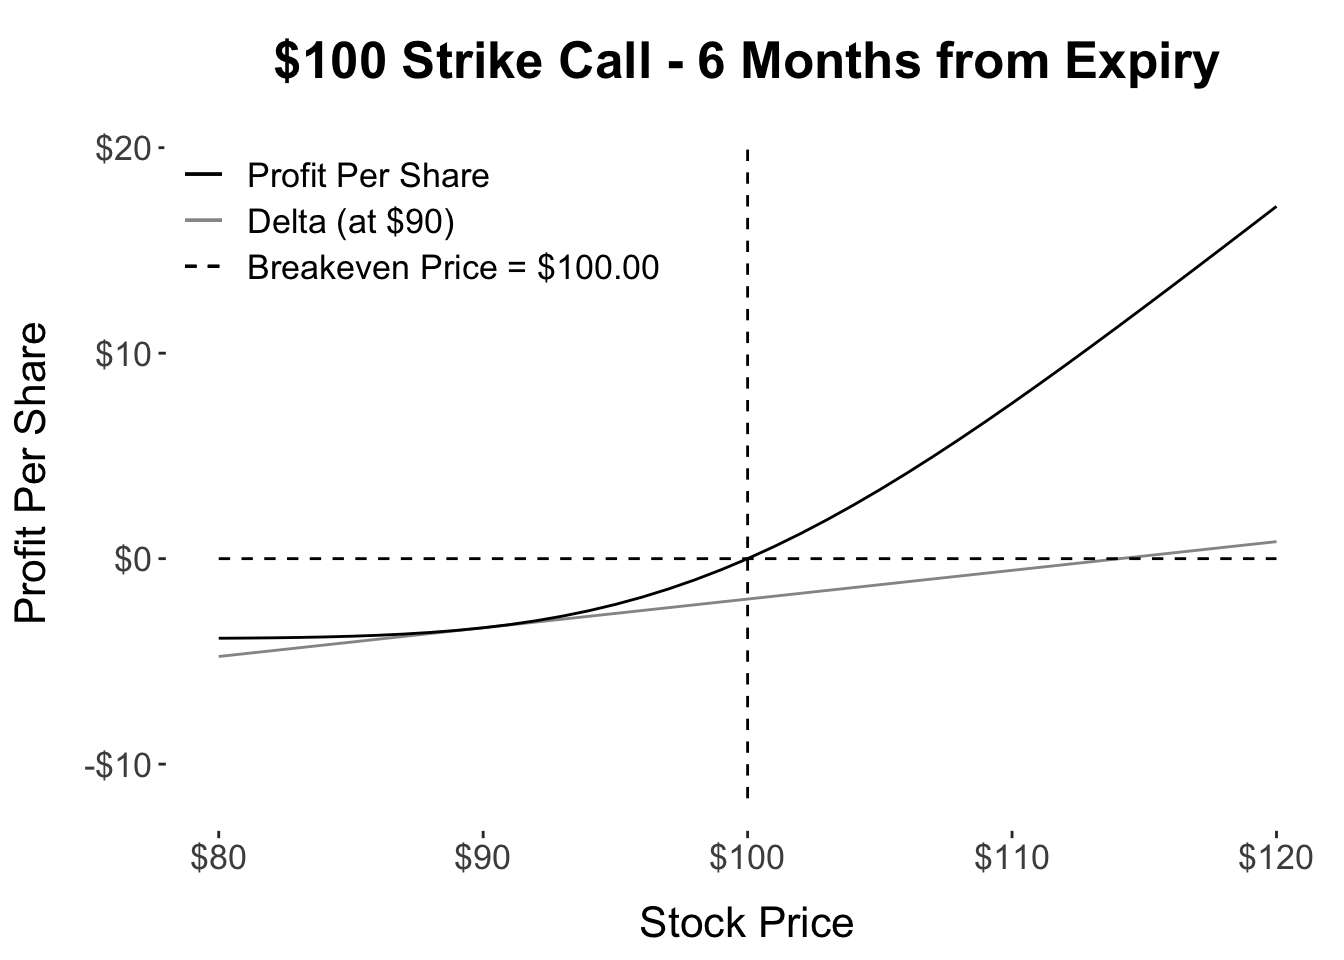 $100 Strike Call - 6 Months from Expiry
$20
Profit Per Share
Delta (at $90)
Breakeven Price = $100.00
$10
Profit Per Share
$0
-$10
$80 $90 $100 $110 $120
Stock Price